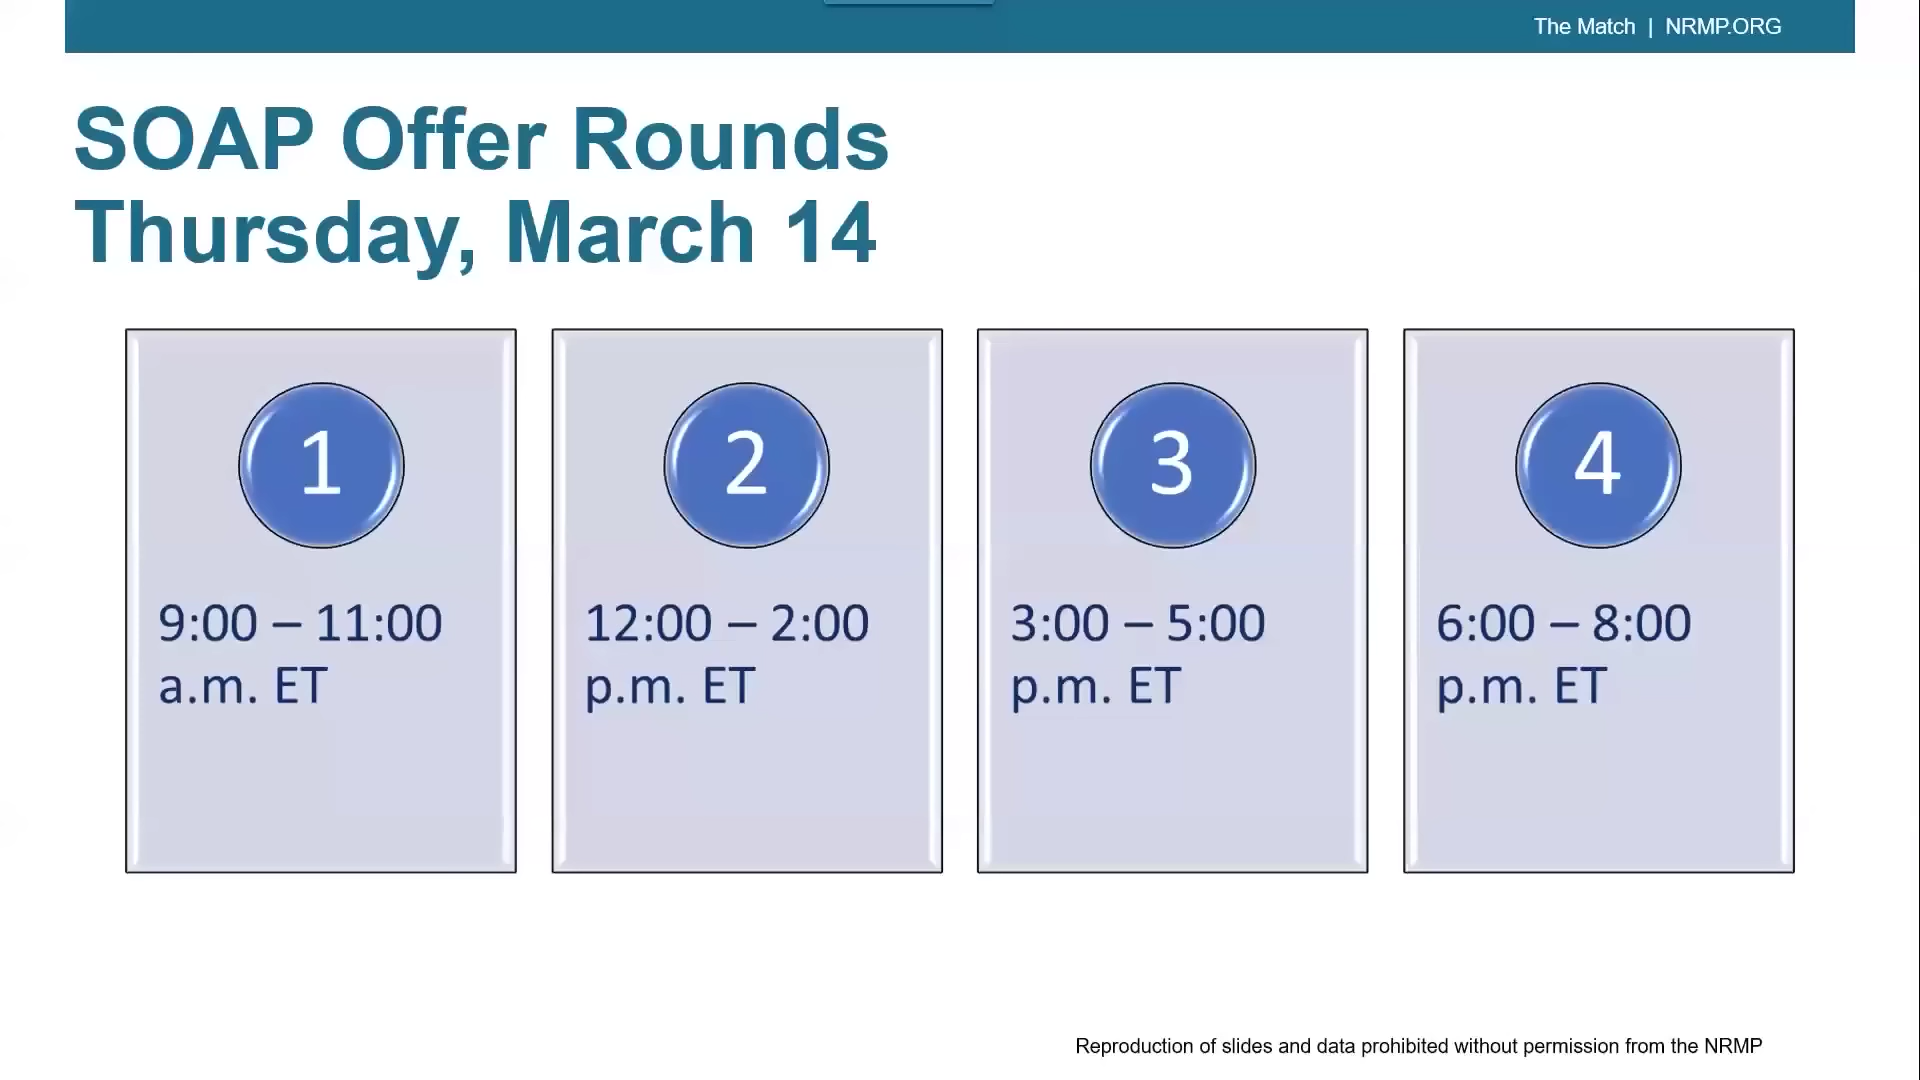 The Match | NRMP.ORG
SOAP Offer Rounds
Thursday, March 14
1
9:00 – 11:00
a.m. ET
2
12:00 – 2:00
p.m. ET
3
3:00 – 5:00
p.m. ET
4
6:00 – 8:00
p.m. ET
Reproduction of slides and data prohibited without permission from the NRMP